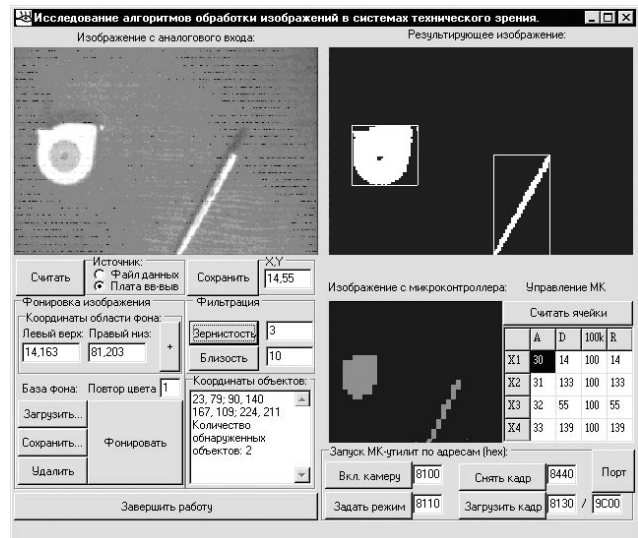 Исследование алгоритмов обработки изображений в системах технического зрения.
Изображение с аналогового входа:
Результирующее изображение:
Считать
Источник:
Файл данных
Плата вв-выв
Сохранить
X,Y
14,55
Фонировка изображения
Координаты области фона:
Левый верх: Правый низ:
14,163 81,203 +
Фильтрация
Зернистость 3
Близость 10
База фона: Повтор цвета 1
Загрузить...
Сохранить...
Удалить
Фонировать
Координаты объектов:
23, 79; 90, 140
167, 109; 224, 211
Количество
обнаруженных
объектов: 2
Завершить работу
Изображение с микроконтроллера:
Управление МК
Считать ячейки
A D 100k R
X1 30 14 100 14
X2 31 133 100 133
X3 32 55 100 55
X4 33 139 100 139
Запуск МК-утилит по адресам (hex):
Вкл. камеру 8100 Снять кадр 8440 Порт
Задать режим 8110 Загрузить кадр 8130 / 9C00